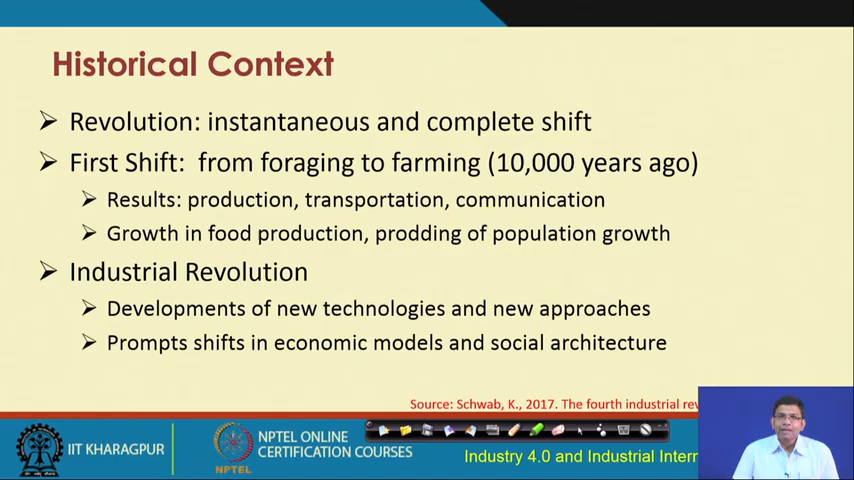 Historical Context
Revolution: instantaneous and complete shift
First Shift: from foraging to farming (10,000 years ago)
Results: production, transportation, communication
Growth in food production, prodding of population growth
Industrial Revolution
Developments of new technologies and new approaches
Prompts shifts in economic models and social architecture
Source: Schwab, K., 2017. The fourth industrial rev
IIT KHARAGPUR
NPTEL
NPTEL ONLINE
CERTIFICATION COURSES
Industry 4.0 and Industrial Intern